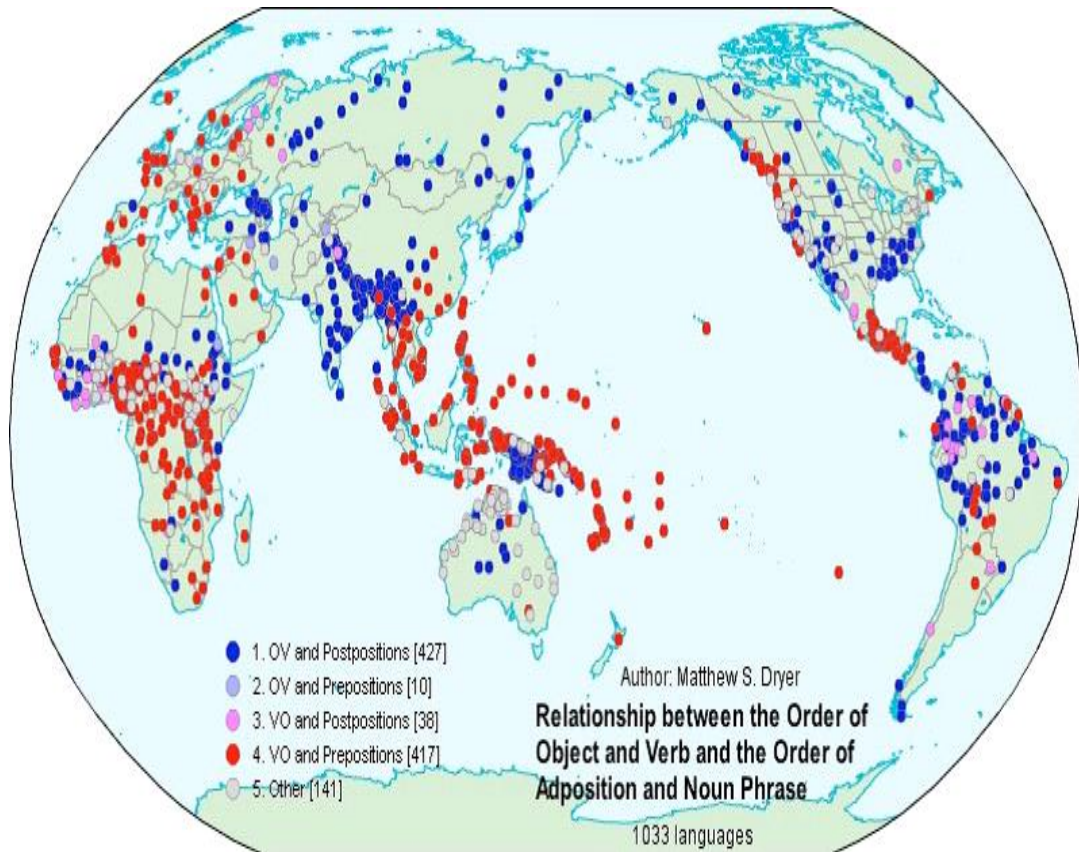 1. OV and Postpositions [427]
2. OV and Prepositions [10]
3. VO and Postpositions [38]
4. VO and Prepositions [417]
5. Other [141]
Author: Matthew S. Dryer
Relationship between the Order of
Object and Verb and the Order of
Adposition and Noun Phrase
1033 languages